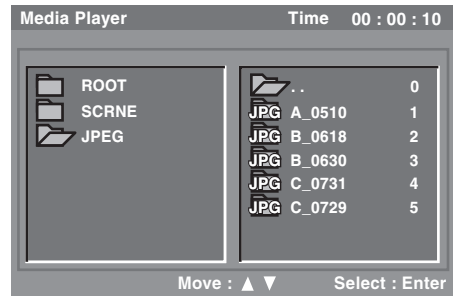 Media Player Time 00 : 00 : 10
ROOT
SCRNE
JPEG
. . 0
JPG A_0510 1
JPG B_0618 2
JPG B_0630 3
JPG C_0731 4
JPG C_0729 5
Move : ▲ ▼ Select : Enter